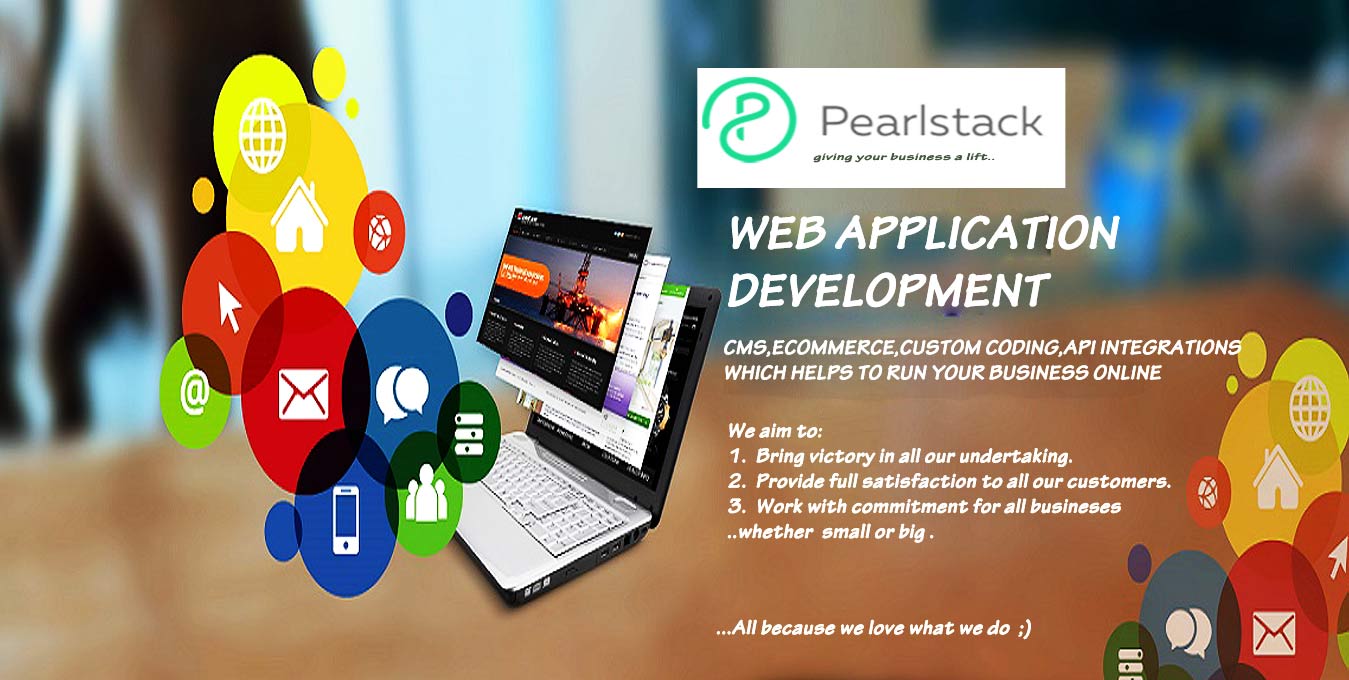 Pearlstack
giving your business a lift..
WEB APPLICATION
DEVELOPMENT
CMS,ECOMMERCE,CUSTOM CODING,API INTEGRATIONS
WHICH HELPS TO RUN YOUR BUSINESS ONLINE
We aim to:
1. Bring victory in all our undertaking.
2. Provide full satisfaction to all our customers.
3. Work with commitment for all busineses
..whether small or big .
...All because we love what we do ;)
@